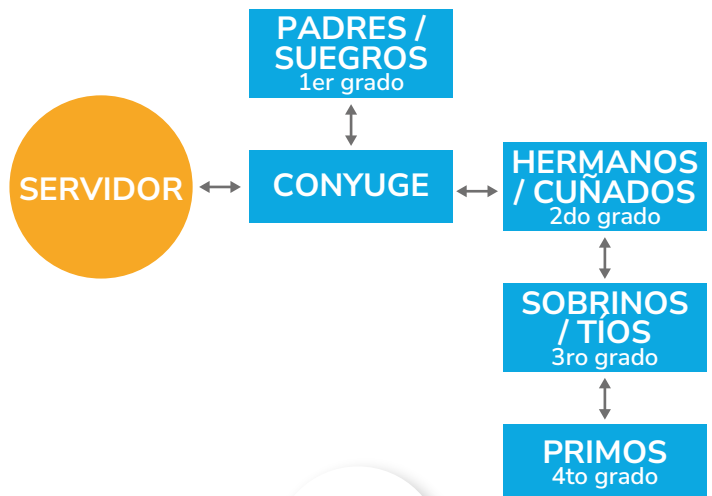 PADRES /
SUEGROS
1er grado
SERVIDOR
CONYUGE
HERMANOS
/ CUÑADOS
2do grado
SOBRINOS
/ TÍOS
3ro grado
PRIMOS
4to grado